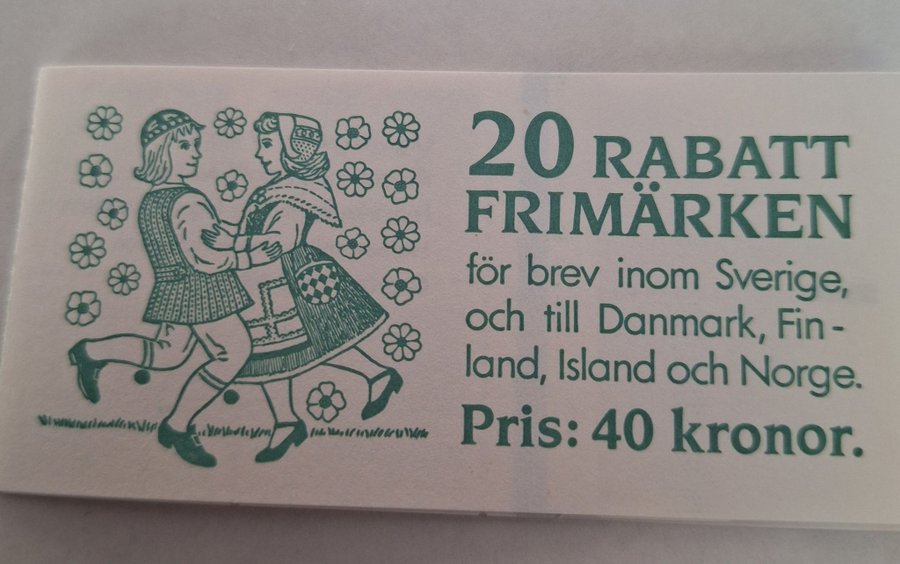 20 RABATT
FRIMÄRKEN
för brev inom Sverige,
och till Danmark, Fin-
land, Island och Norge.
Pris: 40 kronor.